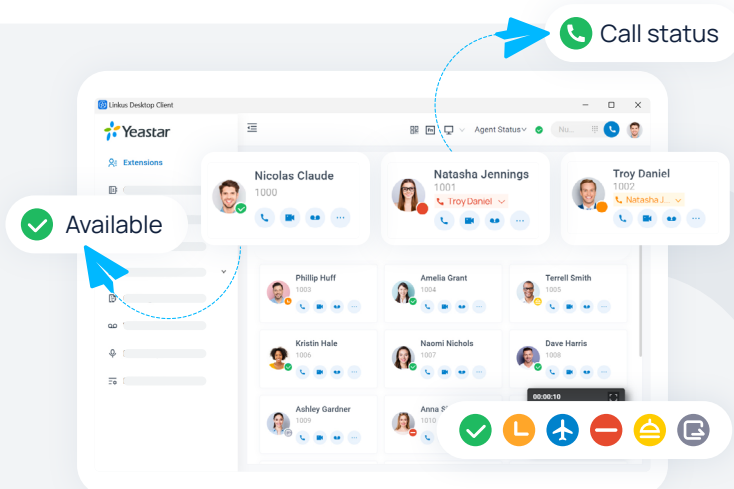 Call status
Linkus Desktop Client
Yeastar
Agent Status
Nu...
Extensions
Nicolas Claude
1000
Natasha Jennings
1001
Troy Daniel
Troy Daniel
1002
Natasha J...
Available
Phillip Huff
1003
Amelia Grant
1004
Terrell Smith
1005
Kristin Hale
1006
Naomi Nichols
1007
Dave Harris
1008
Ashley Gardner
1009
Anna
1010
00:00:10